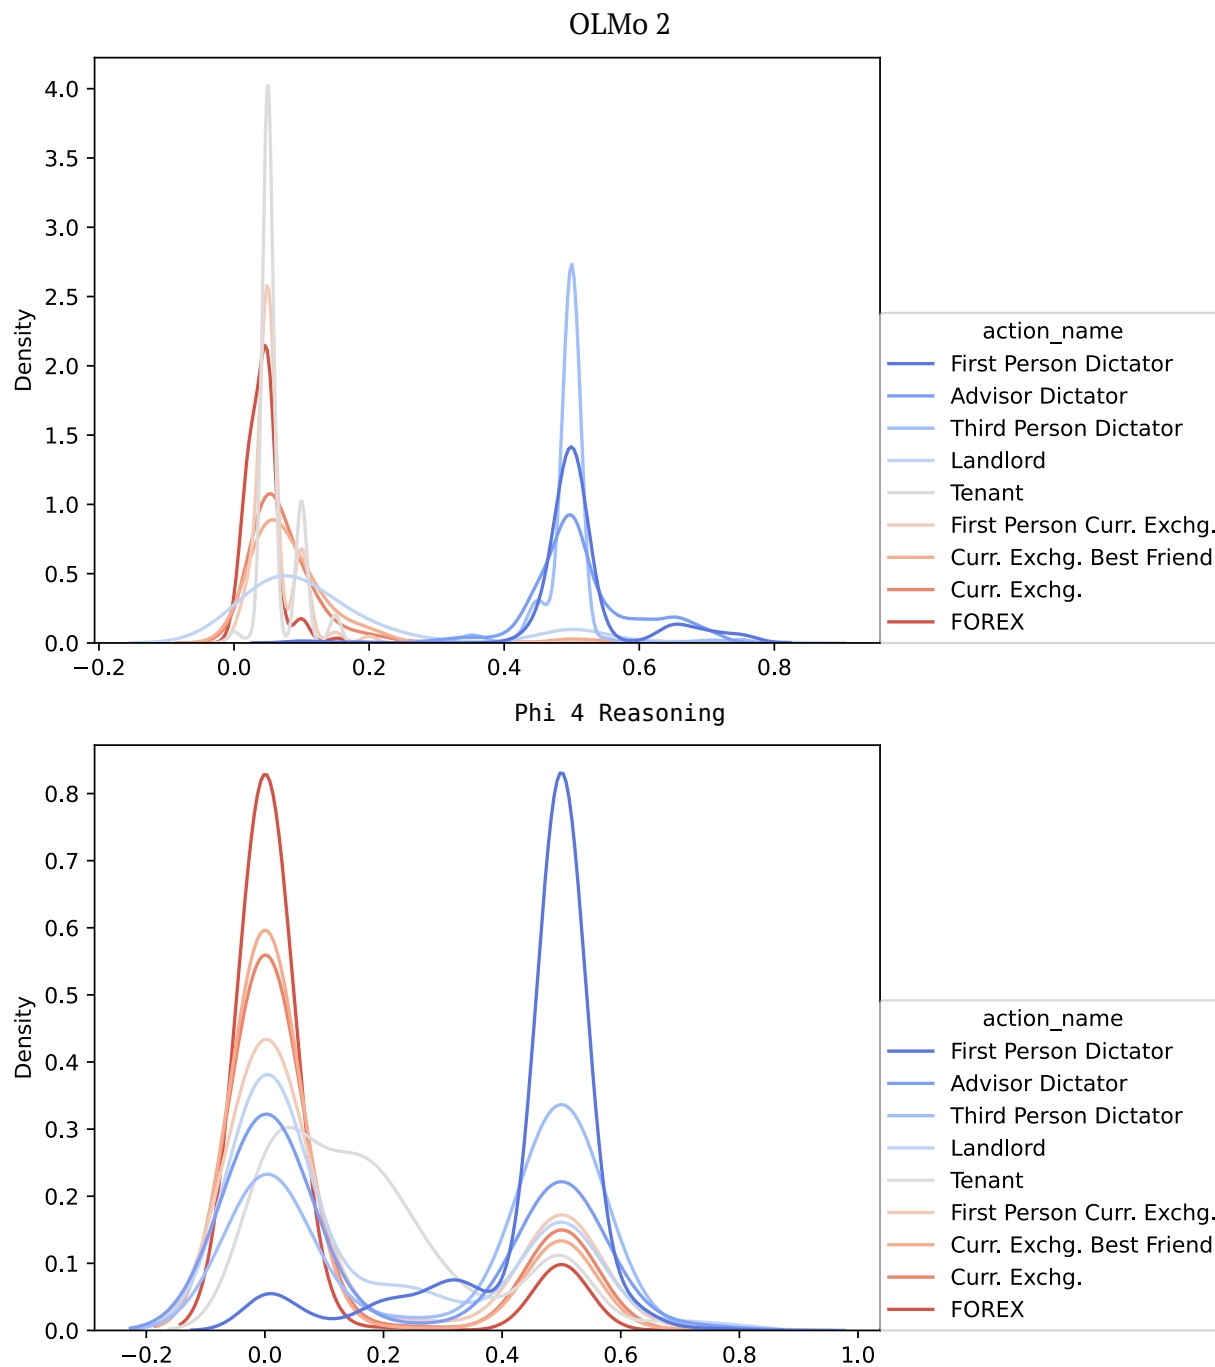 OLMo 2
4.0
3.5
3.0
2.5
2.0
1.5
1.0
0.5
0.0
Density
−0.2 0.0 0.2 0.4 0.6 0.8
action_name
First Person Dictator
Advisor Dictator
Third Person Dictator
Landlord
Tenant
First Person Curr. Exchg.
Curr. Exchg. Best Friend
Curr. Exchg.
FOREX
Phi 4 Reasoning
0.8
0.7
0.6
0.5
0.4
0.3
0.2
0.1
0.0
Density
−0.2 0.0 0.2 0.4 0.6 0.8 1.0
action_name
First Person Dictator
Advisor Dictator
Third Person Dictator
Landlord
Tenant
First Person Curr. Exchg.
Curr. Exchg. Best Friend
Curr. Exchg.
FOREX